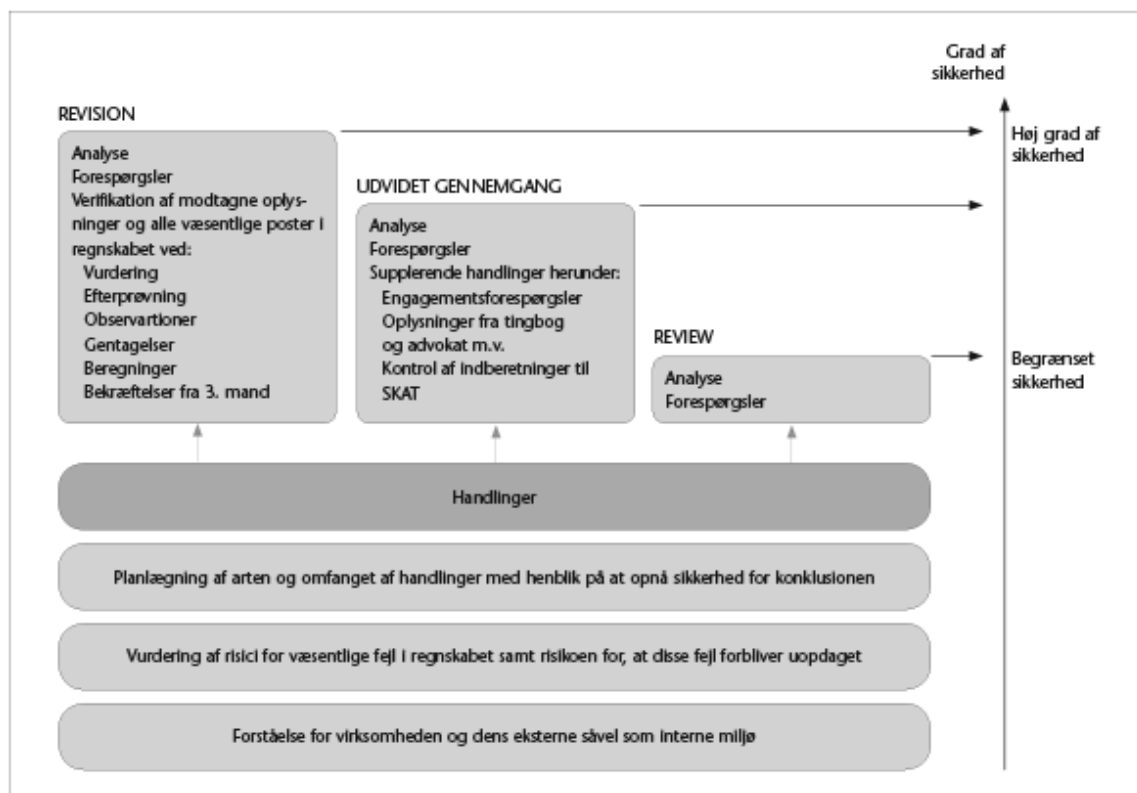 Grad af
sikkerhed
REVISION
Analyse
Forespørgsler
Verifikation af modtagne oplys-
ninger og alle væsentlige poster i
regnskabet ved:
Vurdering
Efterprøvning
Observartioner
Gentagelser
Beregninger
Bekræftelser fra 3. mand
Høj grad af
sikkerhed
UDVIDET GENNEMGANG
Analyse
Forespørgsler
Supplerende handlinger herunder:
Engagementsforespørgsler
Oplysninger fra tingbog
og advokat m.v.
Kontrol af indberetninger til
SKAT
REVIEW
Analyse
Forespørgsler
Begrænset
sikkerhed
Handlinger
Planlægning af arten og omfanget af handlinger med henblik på at opnå sikkerhed for konklusionen
Vurdering af risici for væsentlige fejl i regnskabet samt risikoen for, at disse fejl forbliver uopdaget
Forståelse for virksomheden og dens eksterne såvel som interne miljø